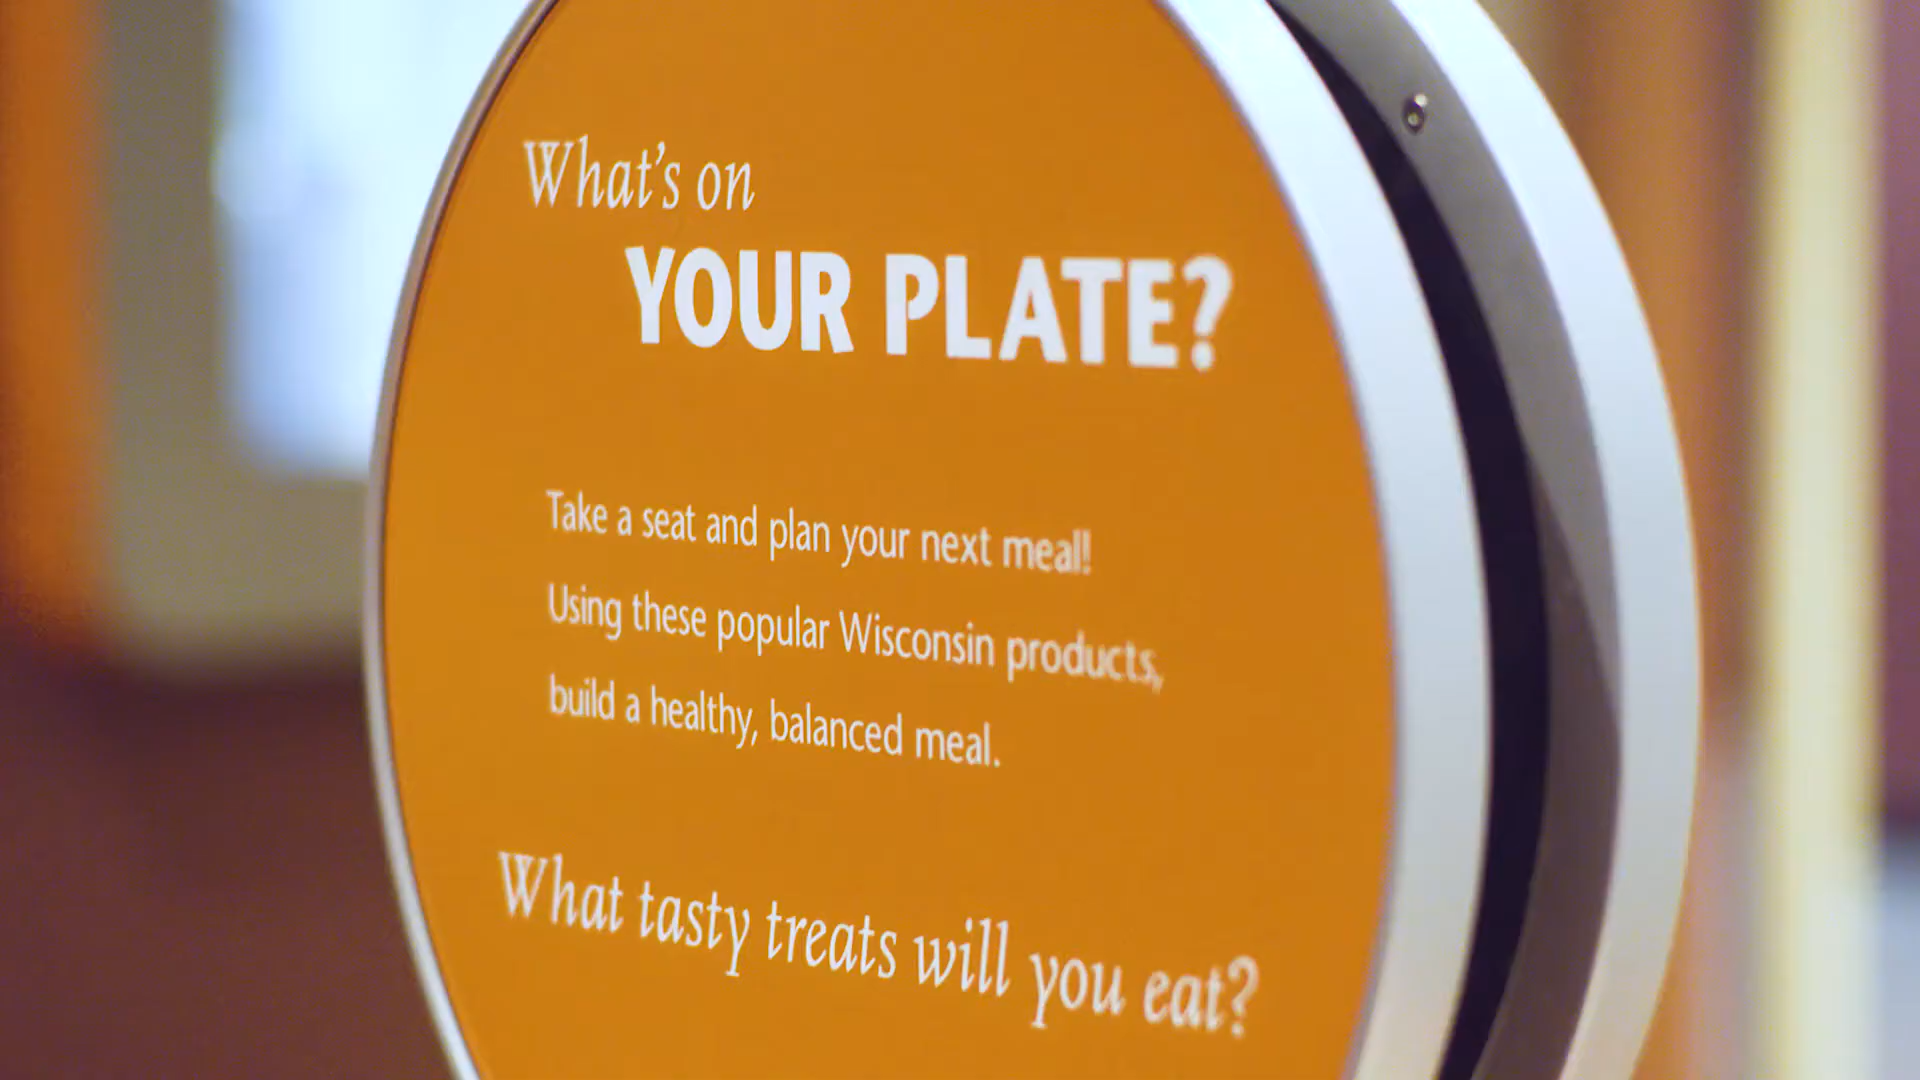 What's on
YOUR PLATE?
Take a seat and plan your next meal!
Using these popular Wisconsin products,
build a healthy, balanced meal.
What tasty treats will you eat?